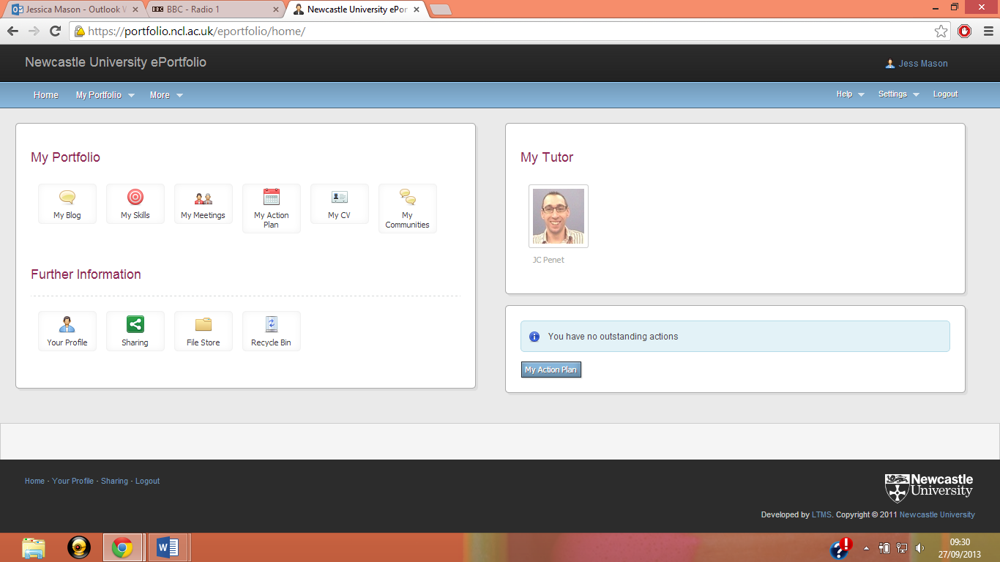 Jessica Mason - Outlook W
BBC - Radio 1
Newcastle University ePor
https://portfolio.ncl.ac.uk/eportfolio/home/
Newcastle University ePortfolio
Jess Mason
Home My Portfolio More Help Settings Logout
My Portfolio
My Blog My Skills My Meetings My Action Plan My CV My Communities
Further Information
Your Profile Sharing File Store Recycle Bin
My Tutor
JC Penet
You have no outstanding actions
My Action Plan
Home - Your Profile - Sharing - Logout
Newcastle
University
Developed by LTMS. Copyright © 2011 Newcastle University
09:30
27/09/2013